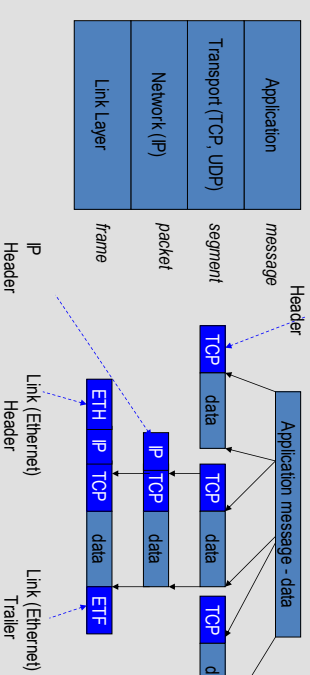 Application
message
Transport (TCP, UDP)
segment
Network (IP)
packet
Link Layer
frame
Header
Application message - data
TCP
data
TCP
data
TCP
IP
TCP
data
ETH
IP
TCP
data
ETF
IP
Header
Link (Ethernet)
Header
Link (Ethernet)
Trailer